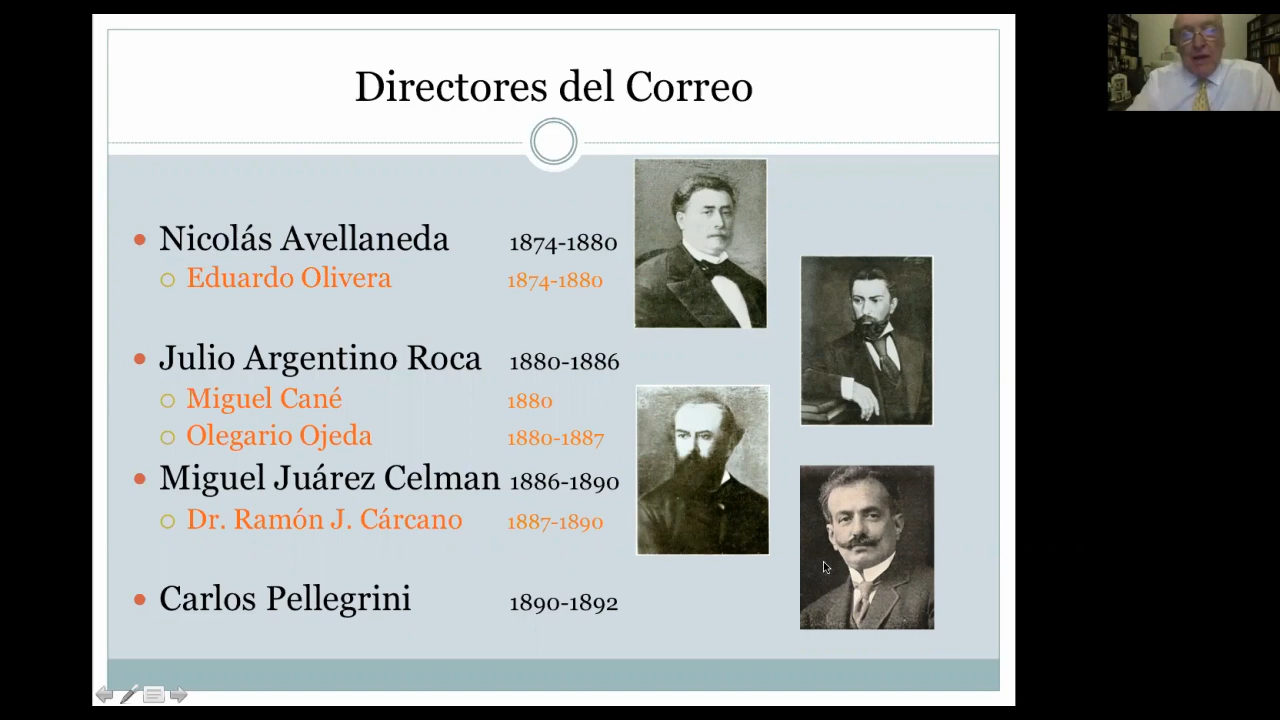 Directores del Correo
Nicolás Avellaneda 1874-1880
Eduardo Olivera 1874-1880
Julio Argentino Roca 1880-1886
Miguel Cané 1880
Olegario Ojeda 1880-1887
Miguel Juárez Celman 1886-1890
Dr. Ramón J. Cárcano 1887-1890
Carlos Pellegrini 1890-1892